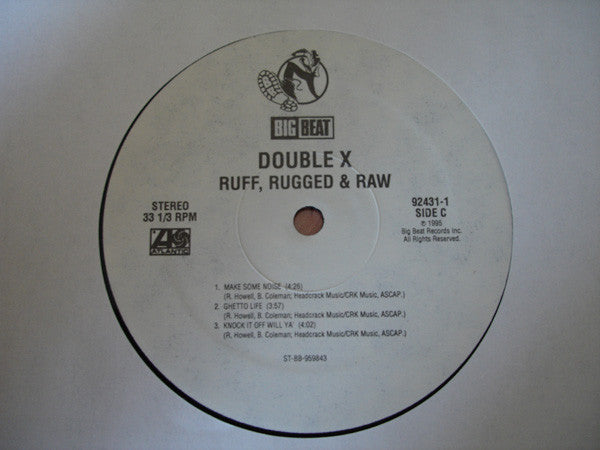 BIG BEAT
DOUBLE X
RUFF, RUGGED & RAW
STEREO
33 1/3 RPM
ATLANTIC
92431-1
SIDE C
℗ 1995
Big Beat Records Inc.
All Rights Reserved.
1. MAKE SOME NOISE (4:26)
(R. Howell, B. Coleman; Headcrack Music/CRK Music, ASCAP.)
2. GHETTO LIFE (3:57)
(R. Howell, B. Coleman; Headcrack Music/CRK Music, ASCAP.)
3. KNOCK IT OFF WILL YA' (4:02)
(R. Howell, B. Coleman; Headcrack Music/CRK Music, ASCAP.)
ST-BB-959843